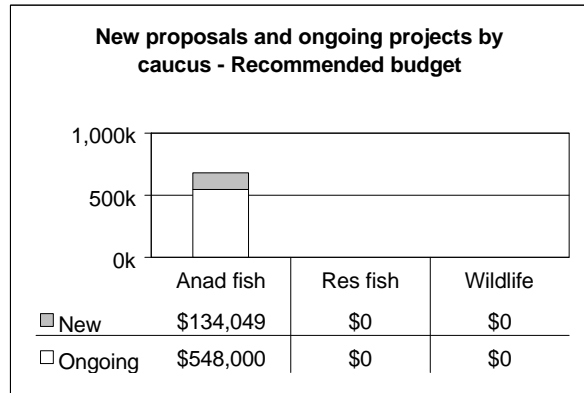 New proposals and ongoing projects by
caucus - Recommended budget
1,000k
500k
0k
Anad fish Res fish Wildlife
New $134,049 $0 $0
Ongoing $548,000 $0 $0